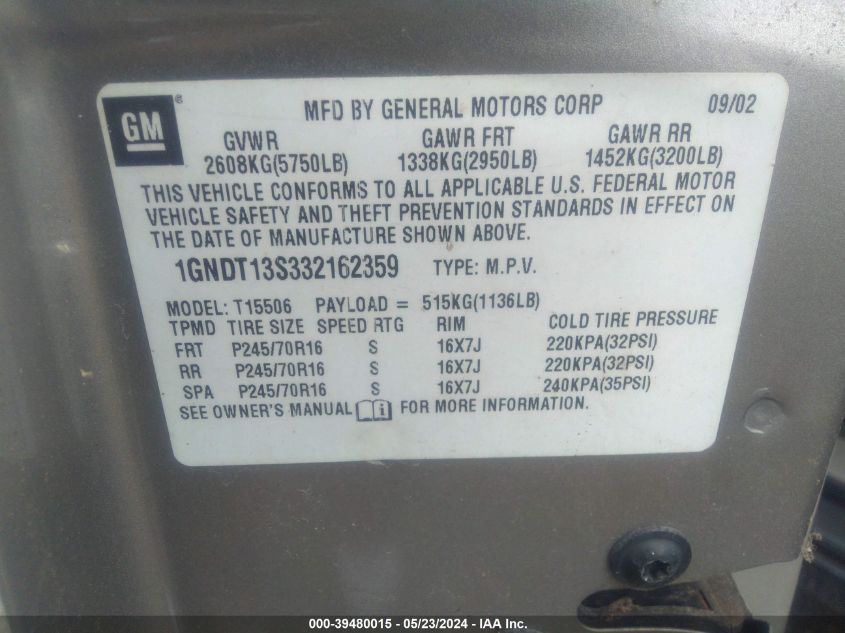 GM® MFD BY GENERAL MOTORS CORP 09/02
GVWR GAWR FRT GAWR RR
2608KG(5750LB) 1338KG(2950LB) 1452KG(3200LB)
THIS VEHICLE CONFORMS TO ALL APPLICABLE U.S. FEDERAL MOTOR
VEHICLE SAFETY AND THEFT PREVENTION STANDARDS IN EFFECT ON
THE DATE OF MANUFACTURE SHOWN ABOVE.
1GNDT13S332162359 TYPE: M.P.V.
MODEL: T15506 PAYLOAD = 515KG(1136LB)
TPMD TIRE SIZE SPEED RTG RIM COLD TIRE PRESSURE
FRT P245/70R16 S 16X7J 220KPA(32PSI)
RR P245/70R16 S 16X7J 220KPA(32PSI)
SPA P245/70R16 S 16X7J 240KPA(35PSI)
SEE OWNER'S MANUAL i FOR MORE INFORMATION.
000-39480015 - 05/23/2024 - IAA Inc.